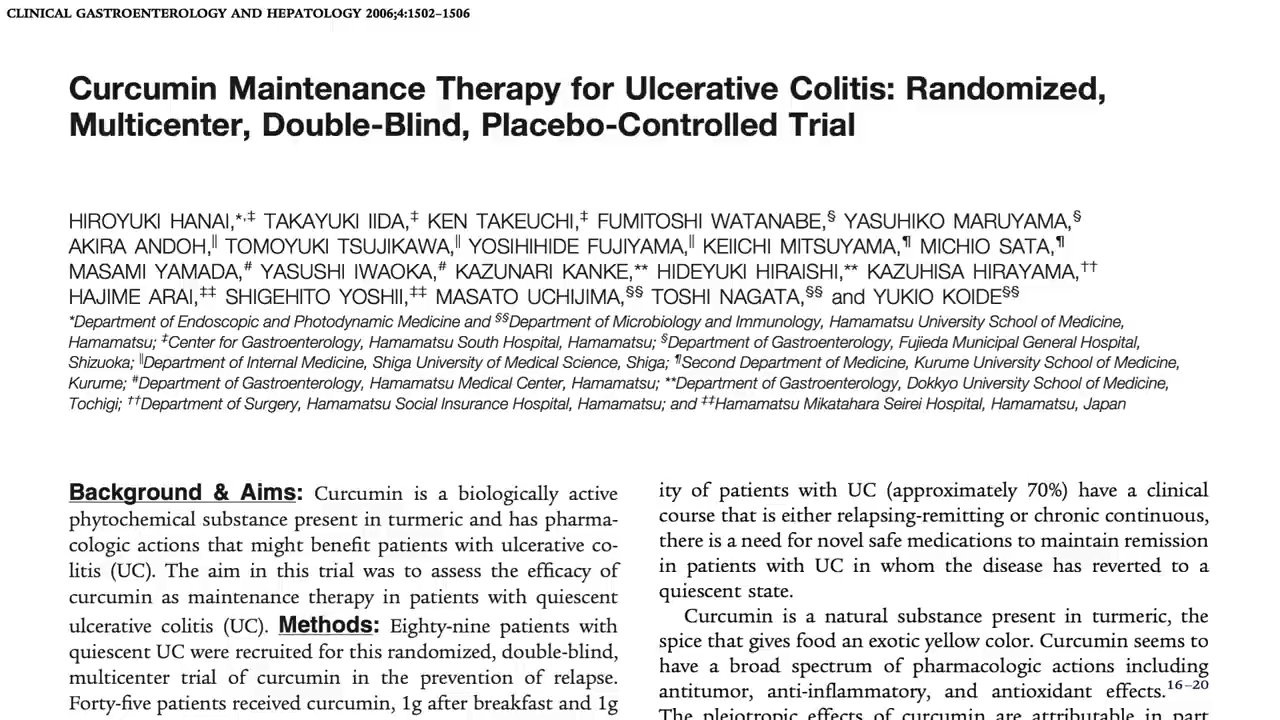 CLINICAL GASTROENTEROLOGY AND HEPATOLOGY 2006;4:1502–1506
Curcumin Maintenance Therapy for Ulcerative Colitis: Randomized,
Multicenter, Double-Blind, Placebo-Controlled Trial
HIROYUKI HANAI,*,‡ TAKAYUKI IIDA,‡ KEN TAKEUCHI,‡ FUMITOSHI WATANABE,§ YASUHIKO MARUYAMA,§
AKIRA ANDOH,‖ TOMOYUKI TSUJIKAWA,‖ YOSIHIHIDE FUJIYAMA,‖ KEIICHI MITSUYAMA,¶ MICHIO SATA,¶
MASAMI YAMADA,# YASUSHI IWAOKA,# KAZUNARI KANKE,** HIDEYUKI HIRAISHI,** KAZUHISA HIRAYAMA,††
HAJIME ARAI,‡‡ SHIGEHITO YOSHII,‡‡ MASATO UCHIJIMA,§§ TOSHI NAGATA,§§ and YUKIO KOIDE§§
*Department of Endoscopic and Photodynamic Medicine and §§Department of Microbiology and Immunology, Hamamatsu University School of Medicine,
Hamamatsu; ‡Center for Gastroenterology, Hamamatsu South Hospital, Hamamatsu; §Department of Gastroenterology, Fujieda Municipal General Hospital,
Shizuoka; ‖Department of Internal Medicine, Shiga University of Medical Science, Shiga; ¶Second Department of Medicine, Kurume University School of Medicine,
Kurume; #Department of Gastroenterology, Hamamatsu Medical Center, Hamamatsu; **Department of Gastroenterology, Dokkyo University School of Medicine,
Tochigi; ††Department of Surgery, Hamamatsu Social Insurance Hospital, Hamamatsu; and ‡‡Hamamatsu Mikatahara Seirei Hospital, Hamamatsu, Japan
Background & Aims: Curcumin is a biologically active
phytochemical substance present in turmeric and has pharma-
cologic actions that might benefit patients with ulcerative co-
litis (UC). The aim in this trial was to assess the efficacy of
curcumin as maintenance therapy in patients with quiescent
ulcerative colitis (UC). Methods: Eighty-nine patients with
quiescent UC were recruited for this randomized, double-blind,
multicenter trial of curcumin in the prevention of relapse.
Forty-five patients received curcumin, 1g after breakfast and 1g
ity of patients with UC (approximately 70%) have a clinical
course that is either relapsing-remitting or chronic continuous,
there is a need for novel safe medications to maintain remission
in patients with UC in whom the disease has reverted to a
quiescent state.
Curcumin is a natural substance present in turmeric, the
spice that gives food an exotic yellow color. Curcumin seems to
have a broad spectrum of pharmacologic actions including
antitumor, anti-inflammatory, and antioxidant effects.16–20
The pleiotropic effects of curcumin are attributable in part